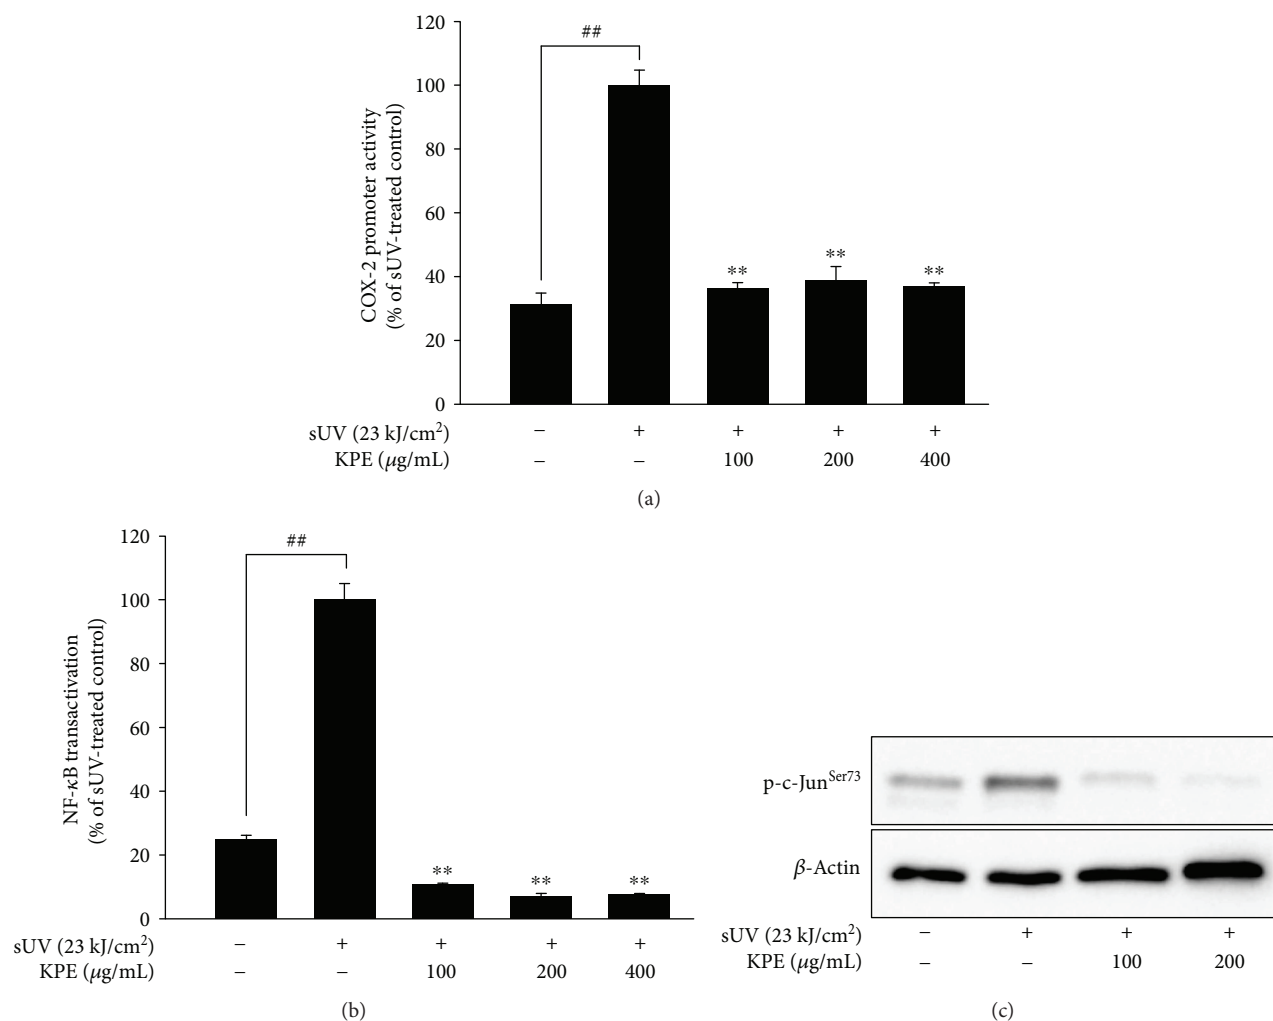 120
##
100
80
60
40
20
0
COX-2 promoter activity
(% of sUV-treated control)
** ** **
sUV (23 kJ/cm²) − + + + +
KPE (μg/mL) − − 100 200 400
(a)
120
##
100
80
60
40
20
0
NF-κB transactivation
(% of sUV-treated control)
** ** **
sUV (23 kJ/cm²) − + + + +
KPE (μg/mL) − − 100 200 400
(b)
p-c-Jun^Ser73
β-Actin
sUV (23 kJ/cm²) − + + +
KPE (μg/mL) − − 100 200
(c)